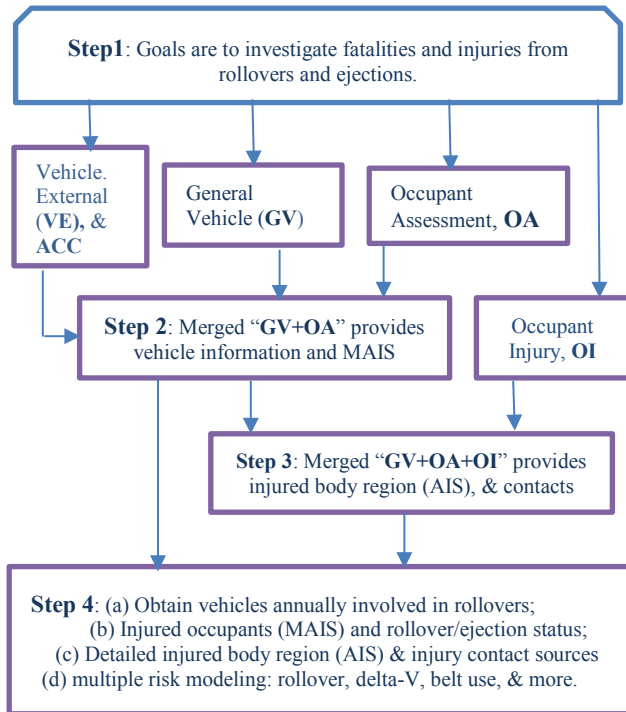 Step1: Goals are to investigate fatalities and injuries from
rollovers and ejections.
Vehicle.
External
(VE), &
ACC
General
Vehicle (GV)
Occupant
Assessment, OA
Step 2: Merged “GV+OA” provides
vehicle information and MAIS
Occupant
Injury, OI
Step 3: Merged “GV+OA+OI” provides
injured body region (AIS), & contacts
Step 4: (a) Obtain vehicles annually involved in rollovers;
(b) Injured occupants (MAIS) and rollover/ejection status;
(c) Detailed injured body region (AIS) & injury contact sources
(d) multiple risk modeling: rollover, delta-V, belt use, & more.